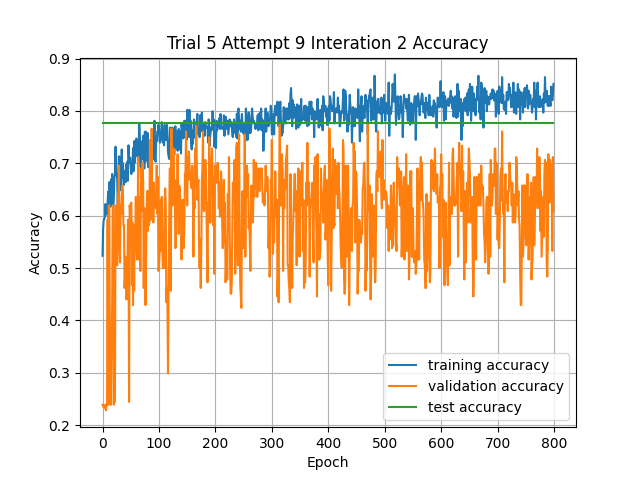 Trial 5 Attempt 9 Interation 2 Accuracy
0.9
0.8
0.7
0.6
0.5
0.4
0.3
0.2
Accuracy
0 100 200 300 400 500 600 700 800
Epoch
training accuracy
validation accuracy
test accuracy